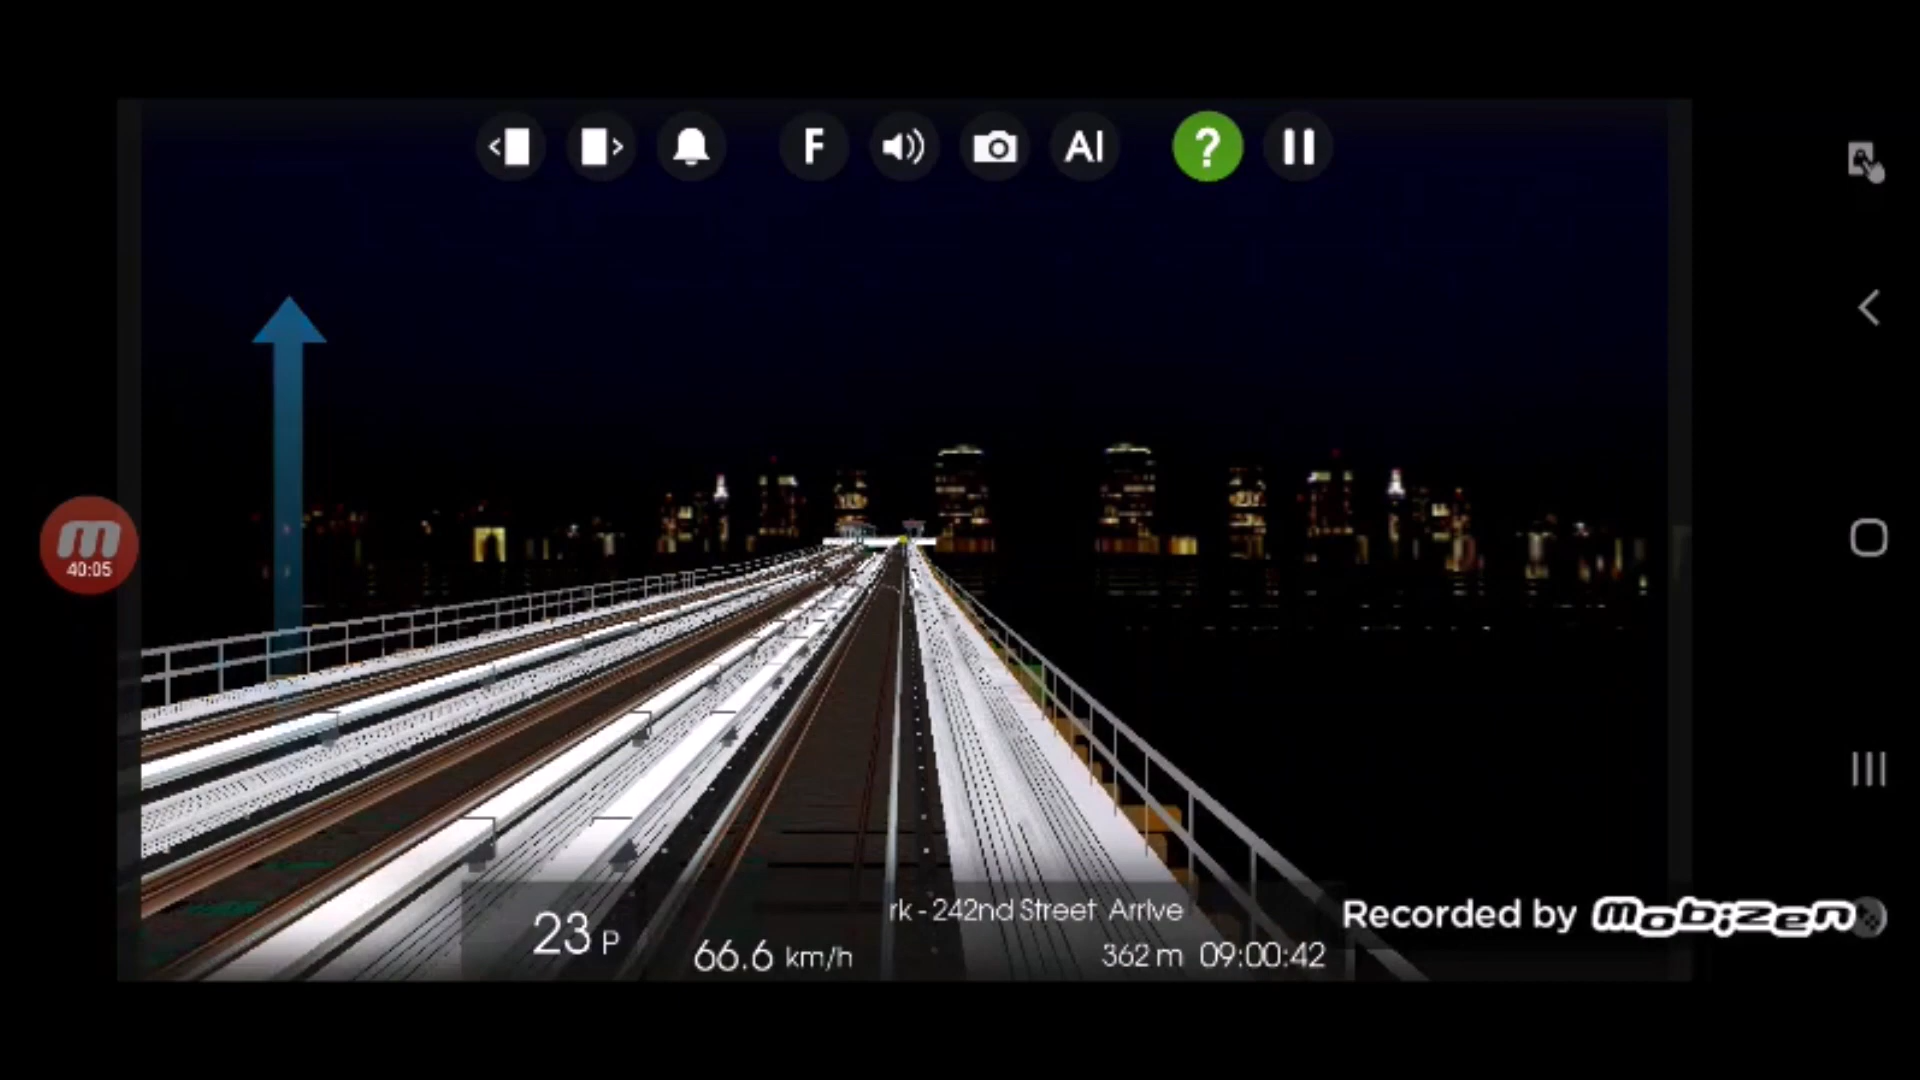 F
AI
?
m
40:05
rk - 242nd Street Arrive
23 P
66.6 km/h
362 m 09:00:42
Recorded by mobizen